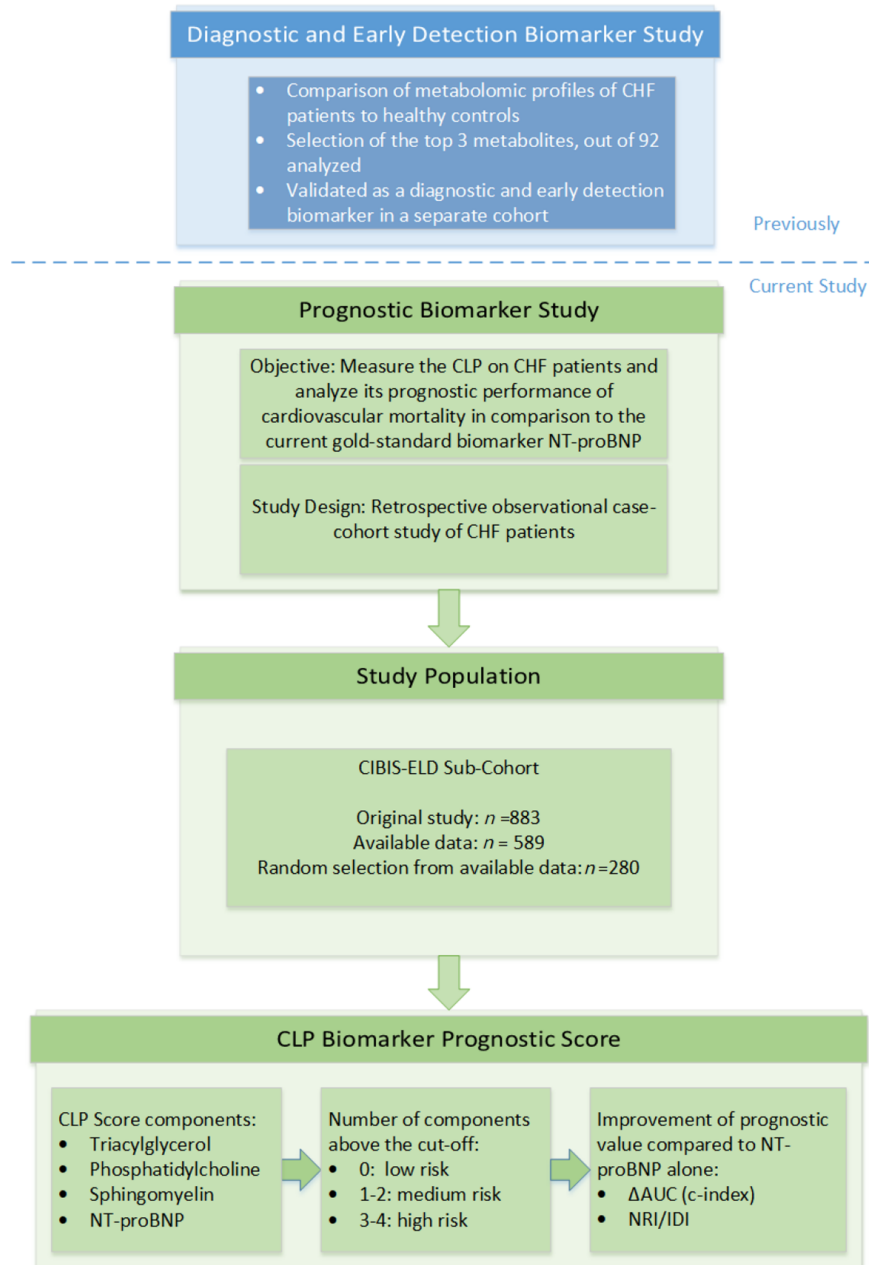 Diagnostic and Early Detection Biomarker Study
• Comparison of metabolomic profiles of CHF
patients to healthy controls
• Selection of the top 3 metabolites, out of 92
analyzed
• Validated as a diagnostic and early detection
biomarker in a separate cohort
Previously
Current Study
Prognostic Biomarker Study
Objective: Measure the CLP on CHF patients and
analyze its prognostic performance of
cardiovascular mortality in comparison to the
current gold-standard biomarker NT-proBNP
Study Design: Retrospective observational case-
cohort study of CHF patients
Study Population
CIBIS-ELD Sub-Cohort
Original study: n =883
Available data: n = 589
Random selection from available data: n=280
CLP Biomarker Prognostic Score
CLP Score components:
• Triacylglycerol
• Phosphatidylcholine
• Sphingomyelin
• NT-proBNP
Number of components
above the cut-off:
• 0: low risk
• 1-2: medium risk
• 3-4: high risk
Improvement of prognostic
value compared to NT-
proBNP alone:
• ΔAUC (c-index)
• NRI/IDI